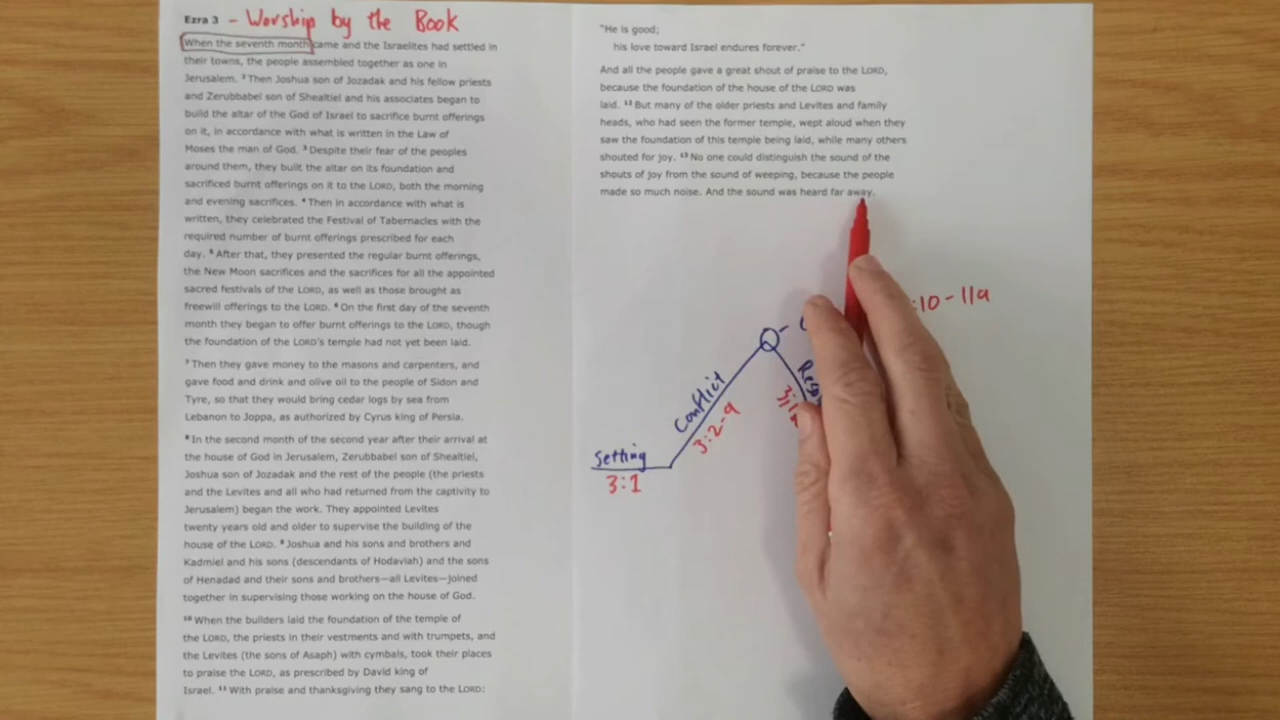 Ezra 3 - Worship by the Book
When the seventh month came and the Israelites had settled in
their towns, the people assembled together as one in
Jerusalem. ² Then Joshua son of Jozadak and his fellow priests
and Zerubbabel son of Shealtiel and his associates began to
build the altar of the God of Israel to sacrifice burnt offerings
on it, in accordance with what is written in the Law of
Moses the man of God. ³ Despite their fear of the peoples
around them, they built the altar on its foundation and
sacrificed burnt offerings on it to the LORD, both the morning
and evening sacrifices. ⁴ Then in accordance with what is
written, they celebrated the Festival of Tabernacles with the
required number of burnt offerings prescribed for each
day. ⁵ After that, they presented the regular burnt offerings,
the New Moon sacrifices and the sacrifices for all the appointed
sacred festivals of the LORD, as well as those brought as
freewill offerings to the LORD. ⁶ On the first day of the seventh
month they began to offer burnt offerings to the LORD, though
the foundation of the LORD's temple had not yet been laid.
⁷ Then they gave money to the masons and carpenters, and
gave food and drink and olive oil to the people of Sidon and
Tyre, so that they would bring cedar logs by sea from
Lebanon to Joppa, as authorized by Cyrus king of Persia.
⁸ In the second month of the second year after their arrival at
the house of God in Jerusalem, Zerubbabel son of Shealtiel,
Joshua son of Jozadak and the rest of the people (the priests
and the Levites and all who had returned from the captivity to
Jerusalem) began the work. They appointed Levites
twenty years old and older to supervise the building of the
house of the LORD. ⁹ Joshua and his sons and brothers and
Kadmiel and his sons (descendants of Hodaviah) and the sons
of Henadad and their sons and brothers—all Levites—joined
together in supervising those working on the house of God.
¹⁰ When the builders laid the foundation of the temple of
the LORD, the priests in their vestments and with trumpets, and
the Levites (the sons of Asaph) with cymbals, took their places
to praise the LORD, as prescribed by David king of
Israel. ¹¹ With praise and thanksgiving they sang to the LORD:
"He is good;
his love toward Israel endures forever."
And all the people gave a great shout of praise to the LORD,
because the foundation of the house of the LORD was
laid. ¹² But many of the older priests and Levites and family
heads, who had seen the former temple, wept aloud when they
saw the foundation of this temple being laid, while many others
shouted for joy. ¹³ No one could distinguish the sound of the
shouts of joy from the sound of weeping, because the people
made so much noise. And the sound was heard far away.
:10-11a
Conflict
3:2-9
Setting
3:1